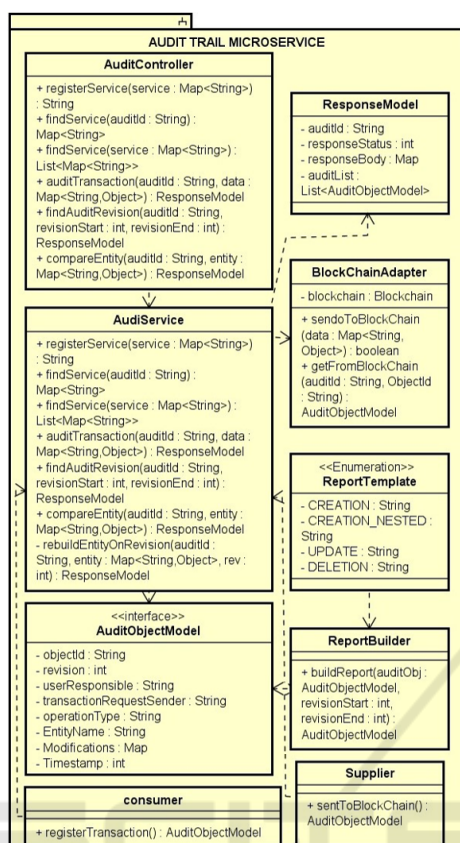 AUDIT TRAIL MICROSERVICE
AuditController
+ registerService(service : Map<String>)
: String
+ findService(auditId : String) :
Map<String>
+ findService(service : Map<String>) :
List<Map<String>>
+ auditTransaction(auditId : String, data :
Map<String,Object>) : ResponseModel
+ findAuditRevision(auditId : String,
revisionStart : int, revisionEnd : int) :
ResponseModel
+ compareEntity(auditId : String, entity :
Map<String,Object>) : ResponseModel
ResponseModel
- auditId : String
- responseStatus : int
- responseBody : Map
- auditList :
List<AuditObjectModel>
BlockChainAdapter
- blockchain : Blockchain
+ sendoToBlockChain
(data : Map<String,
Object>) : boolean
+ getFromBlockChain
(auditId : String, ObjectId
: String) :
AuditObjectModel
AudiService
+ registerService(service : Map<String>)
: String
+ findService(auditId : String) :
Map<String>
+ findService(service : Map<String>) :
List<Map<String>>
+ auditTransaction(auditId : String, data :
Map<String,Object>) : ResponseModel
+ findAuditRevision(auditId : String,
revisionStart : int, revisionEnd : int) :
ResponseModel
+ compareEntity(auditId : String, entity :
Map<String,Object>) : ResponseModel
- rebuildEntityOnRevision(auditId :
String, entity : Map<String,Object>, rev :
int) : ResponseModel
<<Enumeration>>
ReportTemplate
- CREATION : String
- CREATION_NESTED :
String
- UPDATE : String
- DELETION : String
<<interface>>
AuditObjectModel
- objectId : String
- revision : int
- userResponsible : String
- transactionRequestSender : String
- operationType : String
- EntityName : String
- Modifications : Map
- Timestamp : int
ReportBuilder
+ buildReport(auditObj :
AuditObjectModel,
revisionStart : int,
revisionEnd : int) :
AuditObjectModel
consumer
+ registerTransaction() : AuditObjectModel
Supplier
+ sentToBlockChain() :
AuditObjectModel